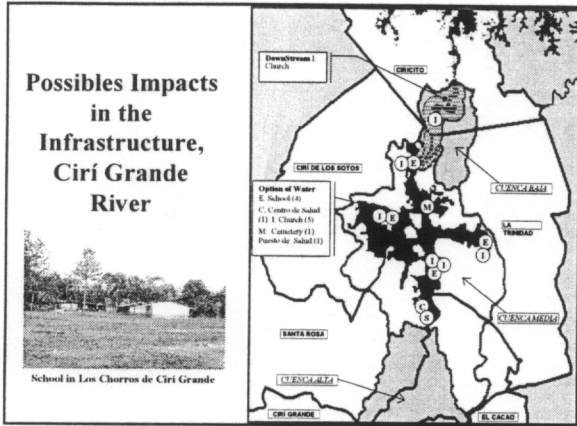 Possibles Impacts
in the
Infrastructure,
Cirí Grande
River
School in Los Chorros de Cirí Grande
DownStream I.
Church
CIRICITO
I
I E
CIRÍ DE LOS SOTOS
CUENCA BAJA
Option of Water
E. School (4)
C. Centro de Salud
(1) I. Church (5)
M: Cemetery (1)
Puesto de Salud (1)
M
I E
LA
TRINIDAD
E
I
I I
E
C
S
CUENCA MEDIA
SANTA ROSA
CUENCA ALTA
CIRÍ GRANDE
EL CACAO